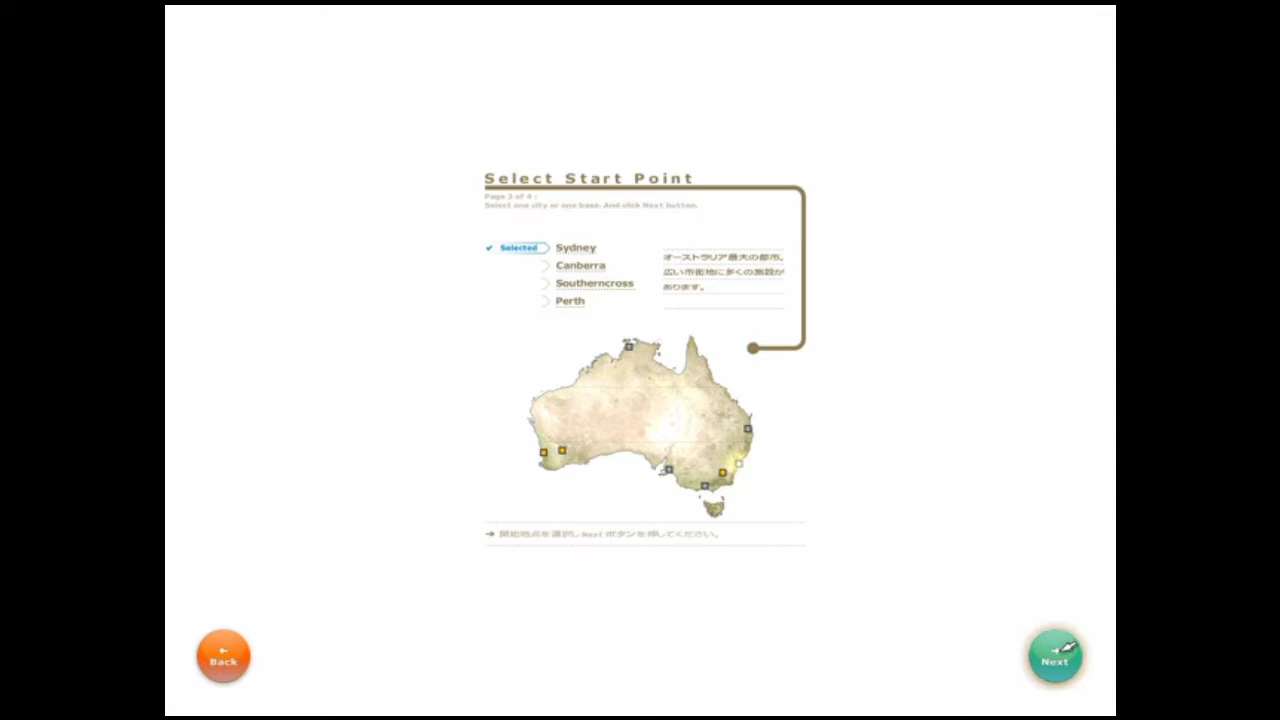 Select Start Point
Page 3 of 4 :
Select one city or one base. And click Next button.
Selected
Sydney
Canberra
Southerncross
Perth
オーストラリア最大の都市。
広い市街地に多くの施設が
あります。
開始地点を選択し Next ボタンを押してください。
Back
Next